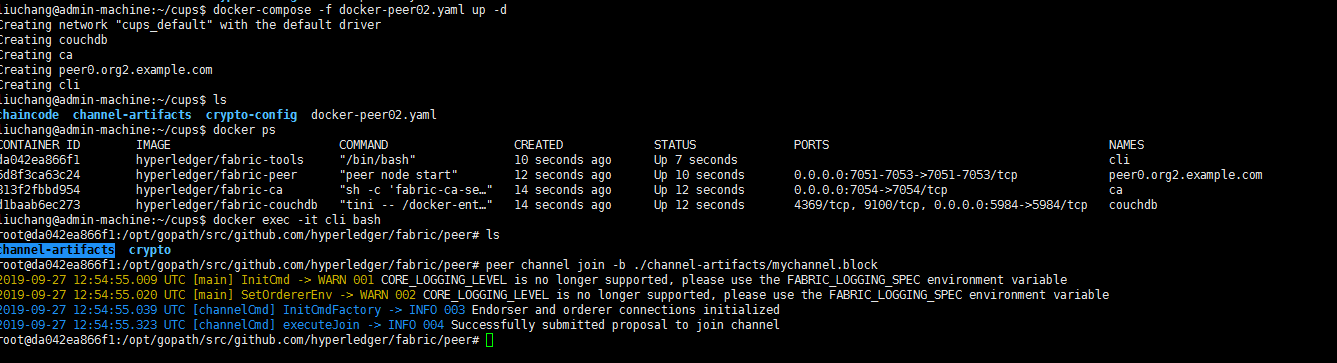 liuchang@admin-machine:~/cups$ docker-compose -f docker-peer02.yaml up -d
Creating network "cups_default" with the default driver
Creating couchdb
Creating ca
Creating peer0.org2.example.com
Creating cli
liuchang@admin-machine:~/cups$ ls
chaincode channel-artifacts crypto-config docker-peer02.yaml
liuchang@admin-machine:~/cups$ docker ps
CONTAINER ID IMAGE COMMAND CREATED STATUS PORTS NAMES
da042ea866f1 hyperledger/fabric-tools "/bin/bash" 10 seconds ago Up 7 seconds cli
5d8f3ca63c24 hyperledger/fabric-peer "peer node start" 12 seconds ago Up 10 seconds 0.0.0.0:7051-7053->7051-7053/tcp peer0.org2.example.com
813f2fbbd954 hyperledger/fabric-ca "sh -c 'fabric-ca-se…" 14 seconds ago Up 12 seconds 0.0.0.0:7054->7054/tcp ca
d1baab6ec273 hyperledger/fabric-couchdb "tini -- /docker-ent…" 14 seconds ago Up 12 seconds 4369/tcp, 9100/tcp, 0.0.0.0:5984->5984/tcp couchdb
liuchang@admin-machine:~/cups$ docker exec -it cli bash
root@da042ea866f1:/opt/gopath/src/github.com/hyperledger/fabric/peer# ls
channel-artifacts crypto
root@da042ea866f1:/opt/gopath/src/github.com/hyperledger/fabric/peer# peer channel join -b ./channel-artifacts/mychannel.block
2019-09-27 12:54:55.009 UTC [main] InitCmd -> WARN 001 CORE_LOGGING_LEVEL is no longer supported, please use the FABRIC_LOGGING_SPEC environment variable
2019-09-27 12:54:55.020 UTC [main] SetOrdererEnv -> WARN 002 CORE_LOGGING_LEVEL is no longer supported, please use the FABRIC_LOGGING_SPEC environment variable
2019-09-27 12:54:55.039 UTC [channelCmd] InitCmdFactory -> INFO 003 Endorser and orderer connections initialized
2019-09-27 12:54:55.323 UTC [channelCmd] executeJoin -> INFO 004 Successfully submitted proposal to join channel
root@da042ea866f1:/opt/gopath/src/github.com/hyperledger/fabric/peer#